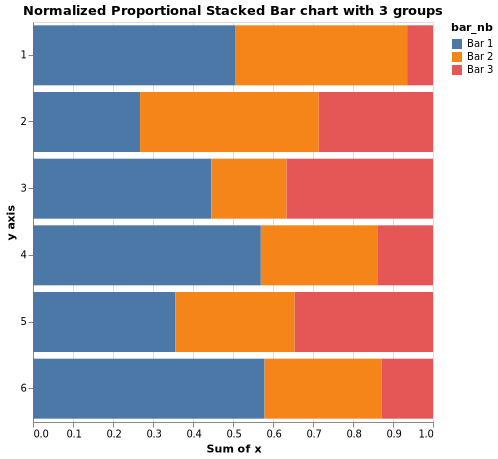 Normalized Proportional Stacked Bar chart with 3 groups
bar_nb
Bar 1
Bar 2
Bar 3
y axis
1
2
3
4
5
6
0.0 0.1 0.2 0.3 0.4 0.5 0.6 0.7 0.8 0.9 1.0
Sum of x